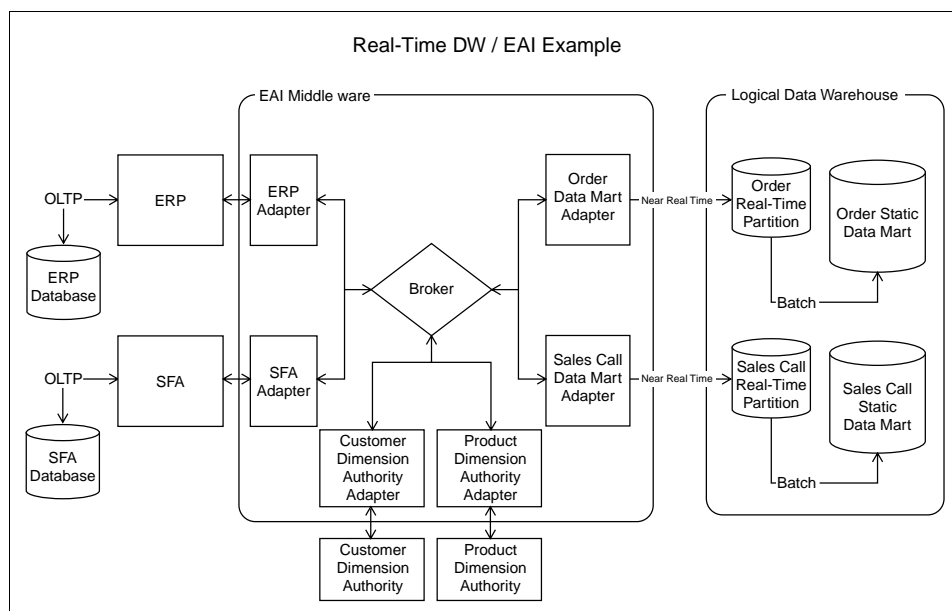 Real-Time DW / EAI Example
EAI Middle ware
Logical Data Warehouse
OLTP
ERP
ERP
Adapter
Order
Data Mart
Adapter
Near Real Time
Order
Real-Time
Partition
Order Static
Data Mart
ERP
Database
Broker
Batch
OLTP
SFA
SFA
Adapter
Sales Call
Data Mart
Adapter
Near Real Time
Sales Call
Real-Time
Partition
Sales Call
Static
Data Mart
SFA
Database
Customer
Dimension
Authority
Adapter
Product
Dimension
Authority
Adapter
Batch
Customer
Dimension
Authority
Product
Dimension
Authority